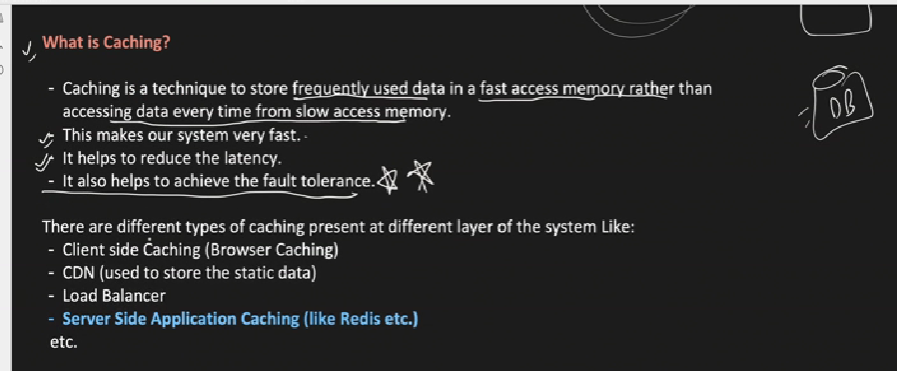 What is Caching?
- Caching is a technique to store frequently used data in a fast access memory rather than
accessing data every time from slow access memory.
- This makes our system very fast.
- It helps to reduce the latency.
- It also helps to achieve the fault tolerance.
DB
There are different types of caching present at different layer of the system Like:
- Client side Caching (Browser Caching)
- CDN (used to store the static data)
- Load Balancer
- Server Side Application Caching (like Redis etc.)
etc.